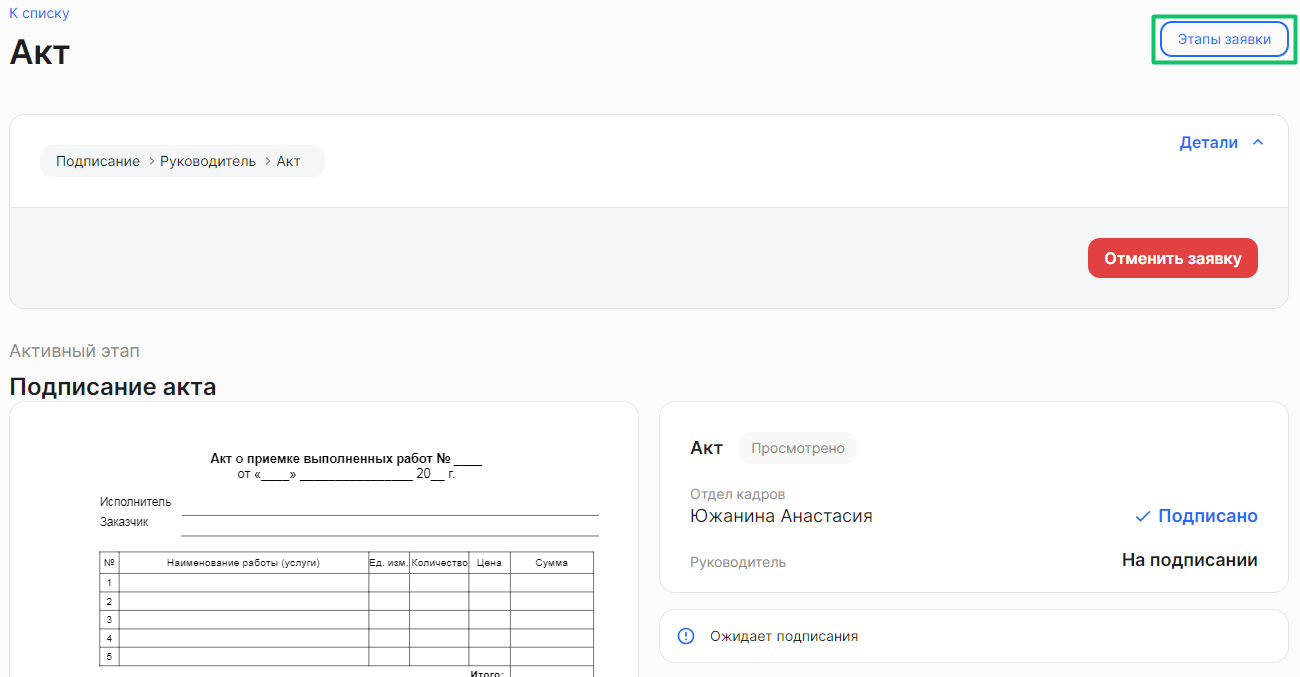 К списку
Акт
Этапы заявки
Подписание > Руководитель > Акт
Детали
Отменить заявку
Активный этап
Подписание акта
Акт о приемке выполненных работ № ____
от «____» ________________ 20__ г.
Исполнитель
Заказчик
№ Наименование работы (услуги) Ед. изм. Количество Цена Сумма
1
2
3
4
5
Итого:
Акт Просмотрено
Отдел кадров
Южанина Анастасия Подписано
Руководитель На подписании
Ожидает подписания